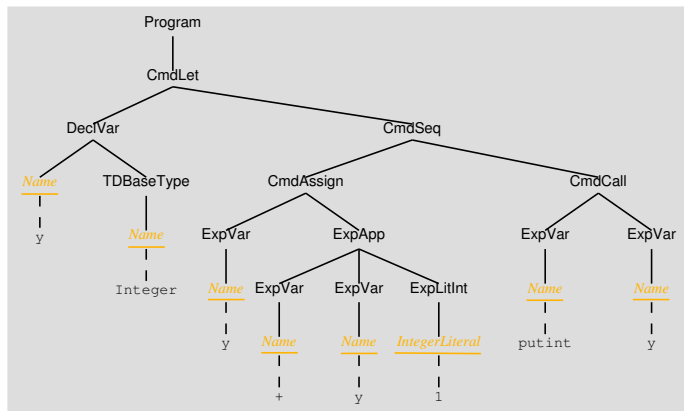 Program
CmdLet
DeclVar CmdSeq
Name TDBaseType CmdAssign CmdCall
y Name ExpVar ExpApp ExpVar ExpVar
Integer Name ExpVar ExpVar ExpLitInt Name Name
y Name Name IntegerLiteral putint y
+ y 1